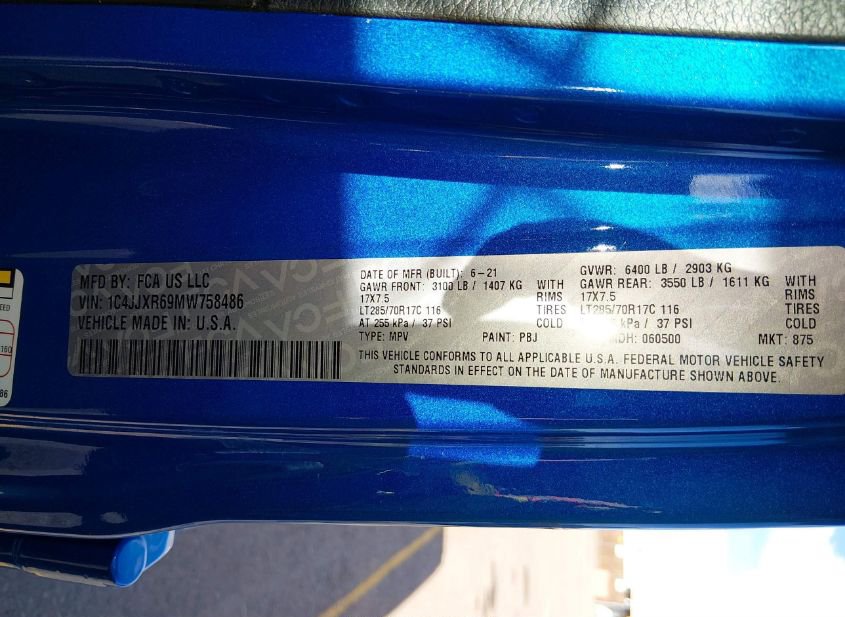 MFD BY: FCA US LLC
VIN: 1C4JJXR69MW758486
VEHICLE MADE IN: U.S.A.
DATE OF MFR (BUILT): 6-21
GAWR FRONT: 3100 LB / 1407 KG WITH
17X7.5 RIMS
LT285/70R17C 116 TIRES
AT 255 kPa / 37 PSI COLD
TYPE: MPV PAINT: PBJ
GVWR: 6400 LB / 2903 KG
GAWR REAR: 3550 LB / 1611 KG WITH
17X7.5 RIMS
LT285/70R17C 116 TIRES
AT 255 kPa / 37 PSI COLD
MDH: 060500 MKT: 875
THIS VEHICLE CONFORMS TO ALL APPLICABLE U.S.A. FEDERAL MOTOR VEHICLE SAFETY
STANDARDS IN EFFECT ON THE DATE OF MANUFACTURE SHOWN ABOVE.